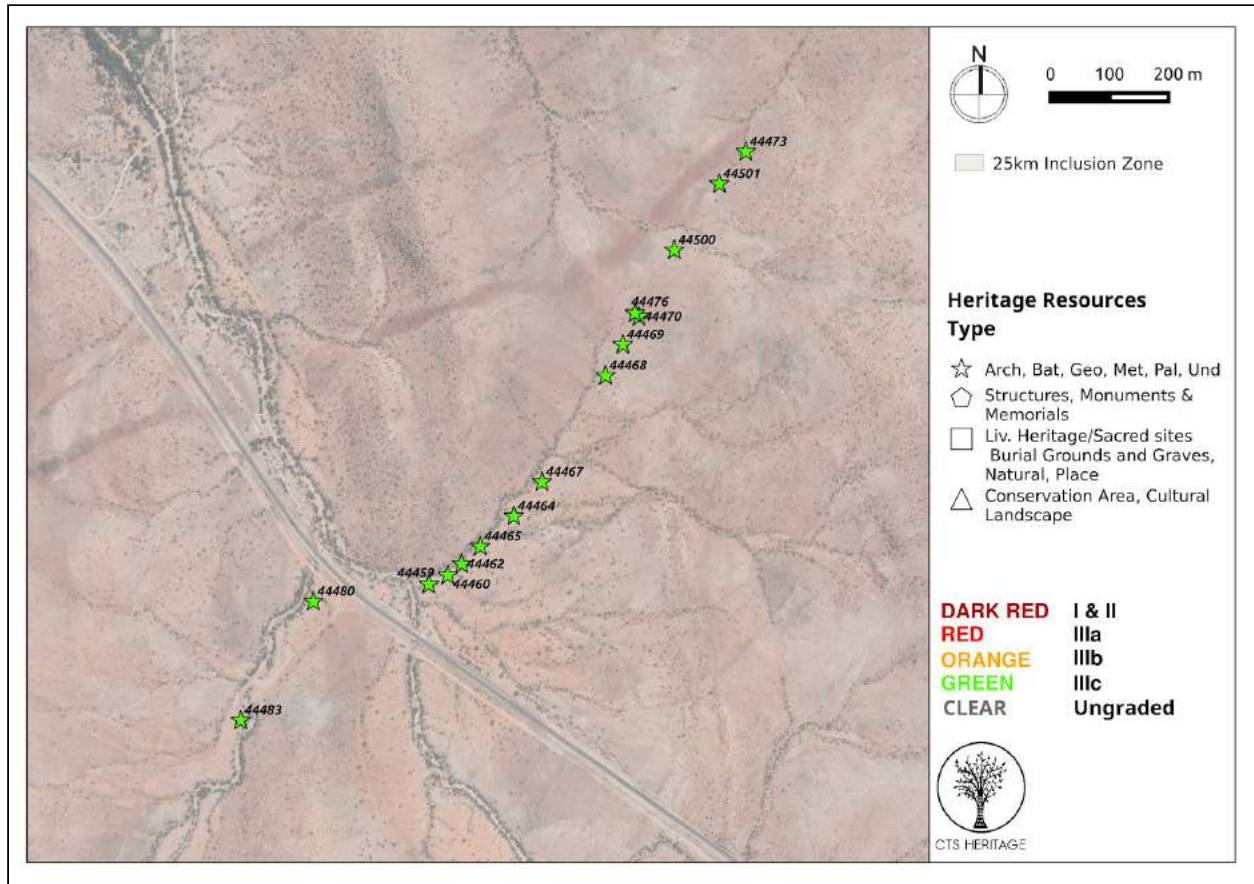 44473
44501
44500
44476
44470
44469
44468
44467
44464
44465
44462
44459
44460
44480
44483
N
0 100 200 m
25km Inclusion Zone
Heritage Resources
Type
Arch, Bat, Geo, Met, Pal, Und
Structures, Monuments &
Memorials
Liv. Heritage/Sacred sites
Burial Grounds and Graves,
Natural, Place
Conservation Area, Cultural
Landscape
DARK RED I & II
RED IIIa
ORANGE IIIb
GREEN IIIc
CLEAR Ungraded
CTS HERITAGE